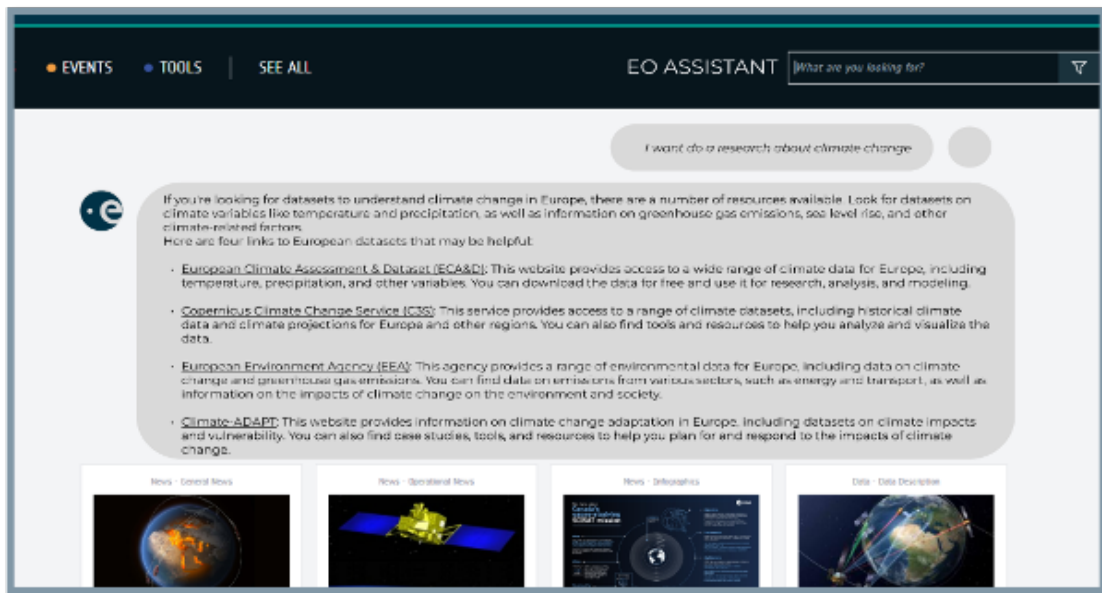 EVENTS TOOLS SEE ALL EO ASSISTANT What are you looking for?
I want do a research about climate change
If you're looking for datasets to understand climate change in Europe, there are a number of resources available. Look for datasets on
climate variables like temperature and precipitation, as well as information on greenhouse gas emissions, sea level rise, and other
climate-related factors.
Here are four links to European datasets that may be helpful:
· European Climate Assessment & Dataset (ECA&D): This website provides access to a wide range of climate data for Europe, including
temperature, precipitation, and other variables. You can download the data for free and use it for research, analysis, and modeling.
· Copernicus Climate Change Service (C3S): This service provides access to a range of climate datasets, including historical climate
data and climate projections for Europe and other regions. You can also find tools and resources to help you analyze and visualize the
data.
· European Environment Agency (EEA): This agency provides a range of environmental data for Europe, including data on climate
change and greenhouse gas emissions. You can find data on emissions from various sectors, such as energy and transport, as well as
information on the impacts of climate change on the environment and society.
· Climate-ADAPT: This website provides information on climate change adaptation in Europe, including datasets on climate impacts
and vulnerability. You can also find case studies, tools, and resources to help you plan for and respond to the impacts of climate
change.
News - General News
News - Operational News
News - Infographics
Data - Data Description
Canada's
SCISAT mission